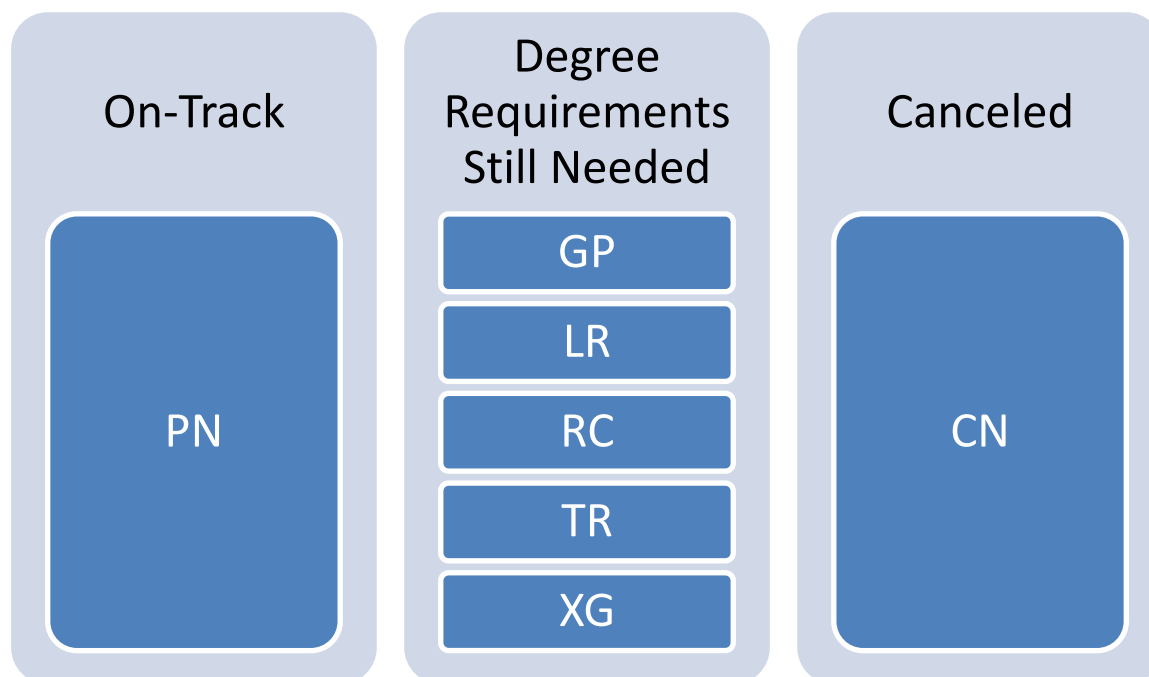 On-Track
PN
Degree
Requirements
Still Needed
GP
LR
RC
TR
XG
Canceled
CN